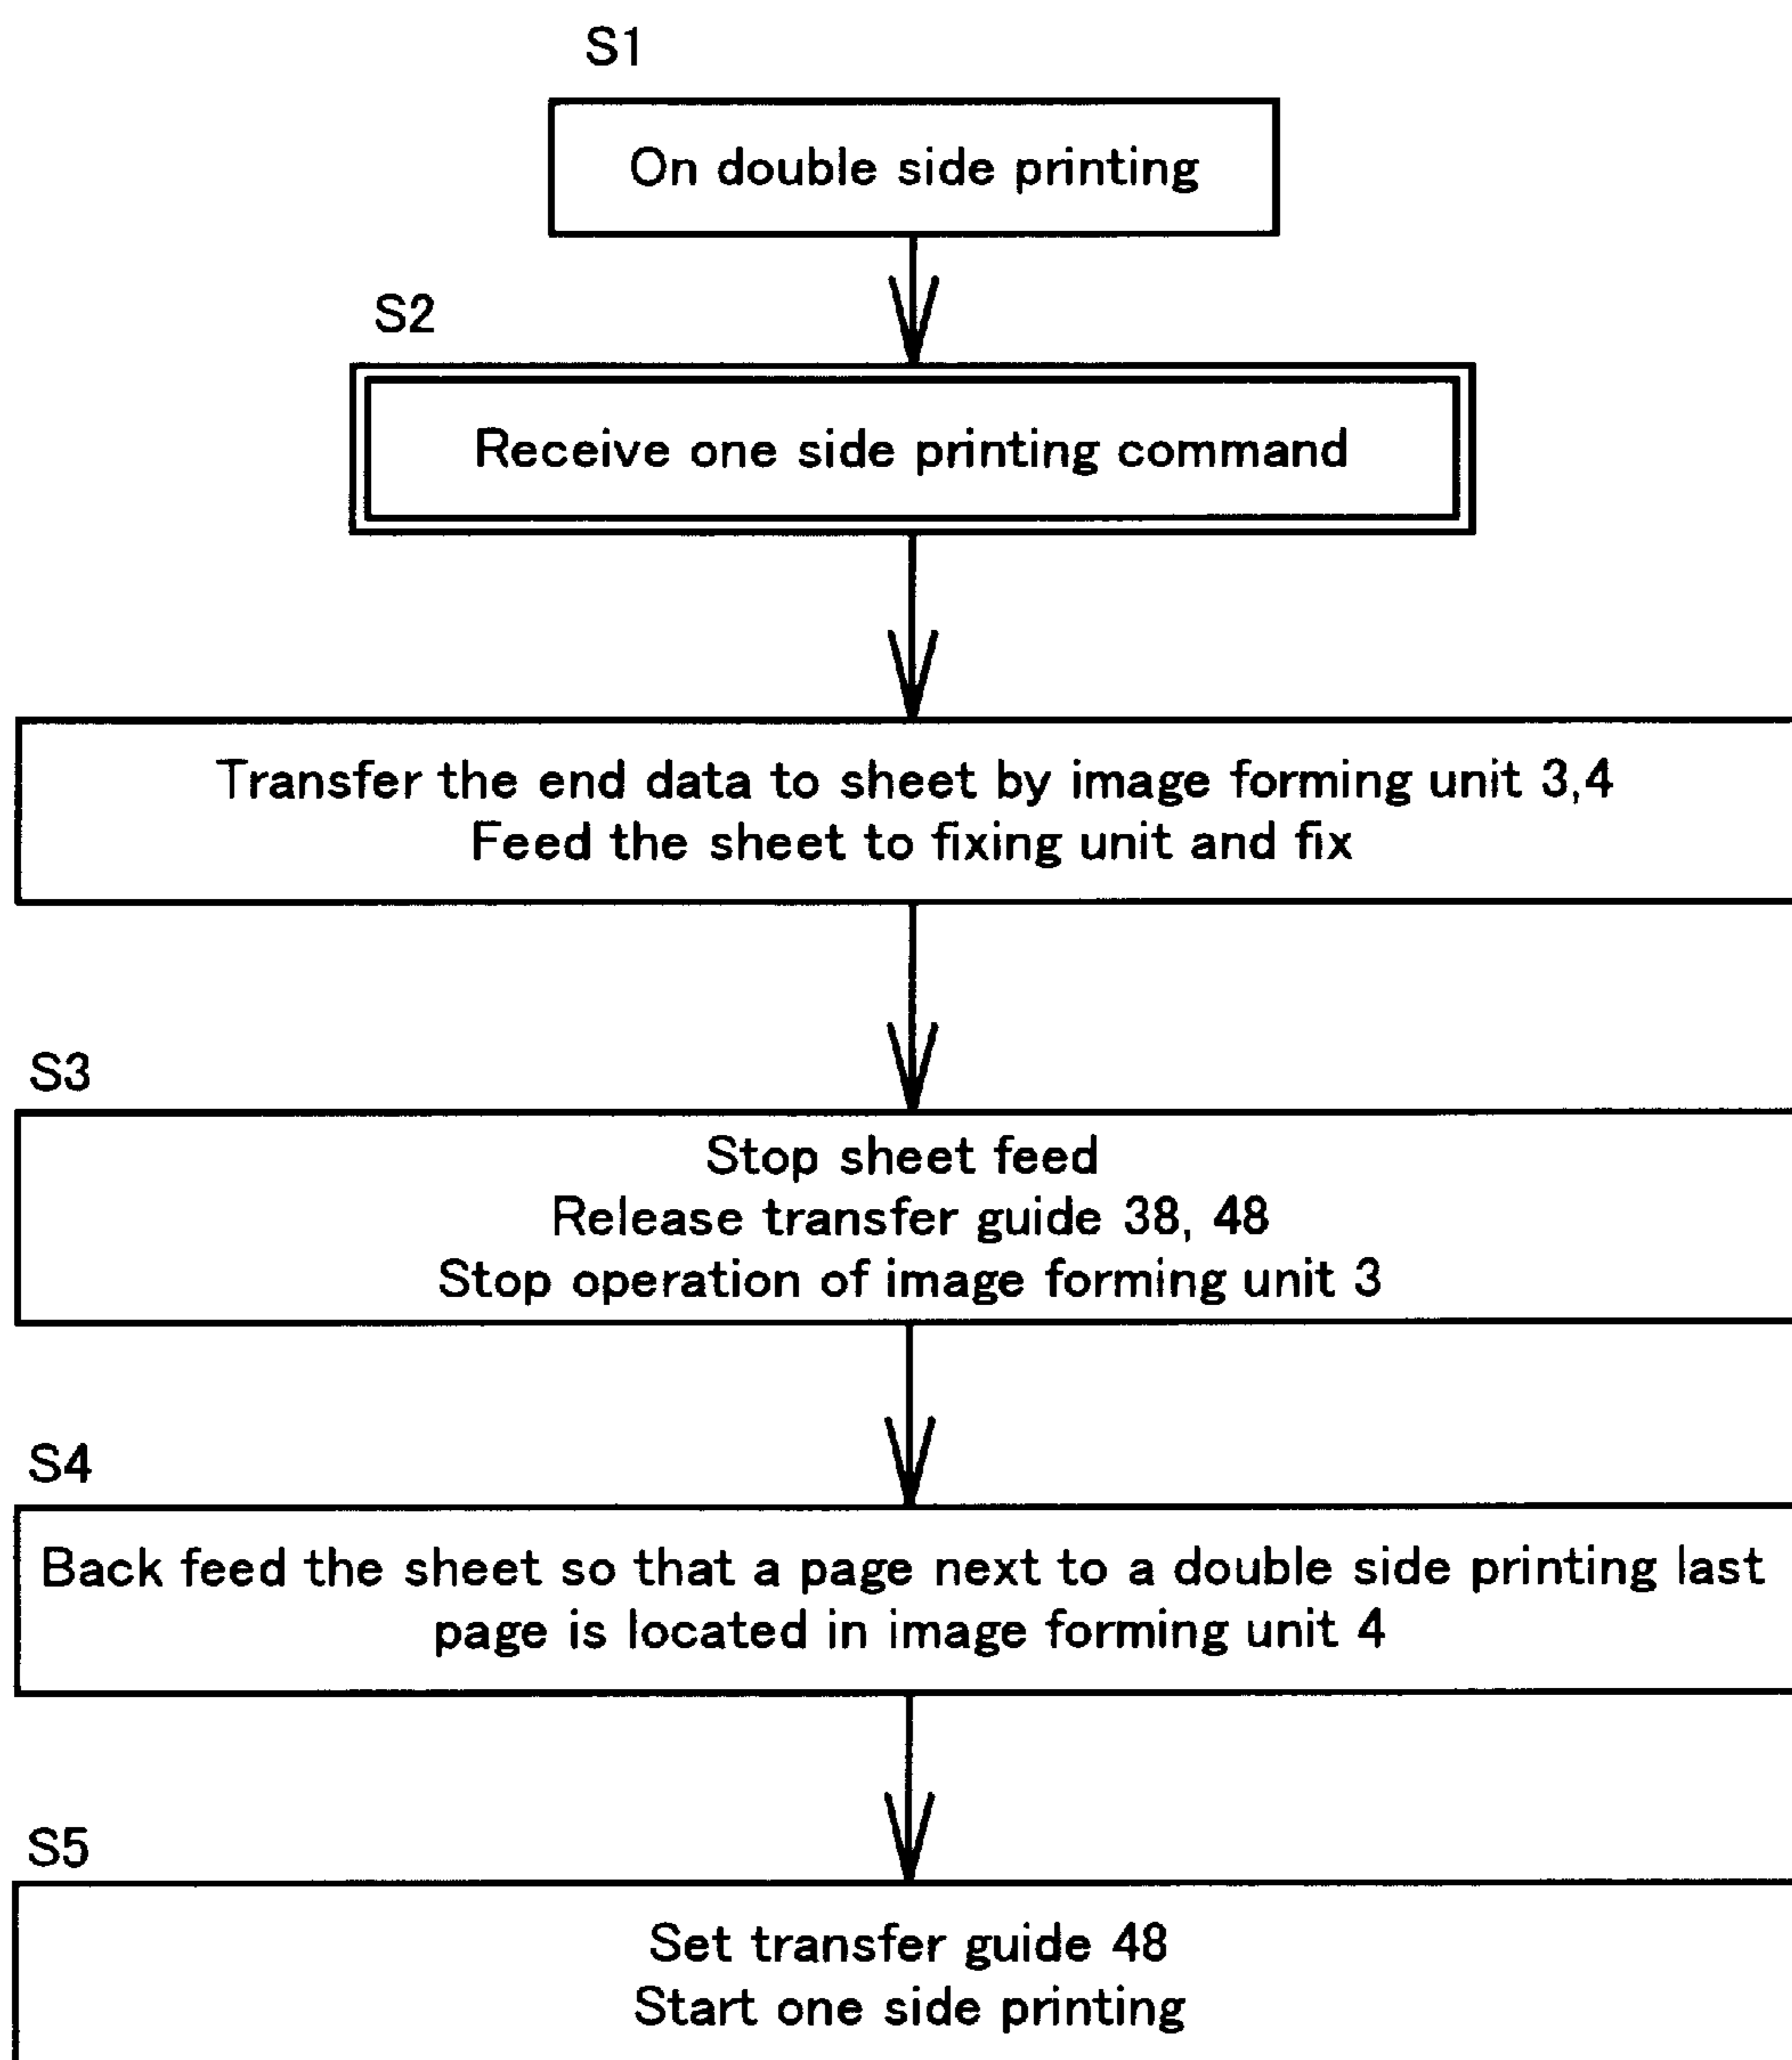 S1
On double side printing
S2
Receive one side printing command
Transfer the end data to sheet by image forming unit 3,4
Feed the sheet to fixing unit and fix
S3
Stop sheet feed
Release transfer guide 38, 48
Stop operation of image forming unit 3
S4
Back feed the sheet so that a page next to a double side printing last
page is located in image forming unit 4
S5
Set transfer guide 48
Start one side printing